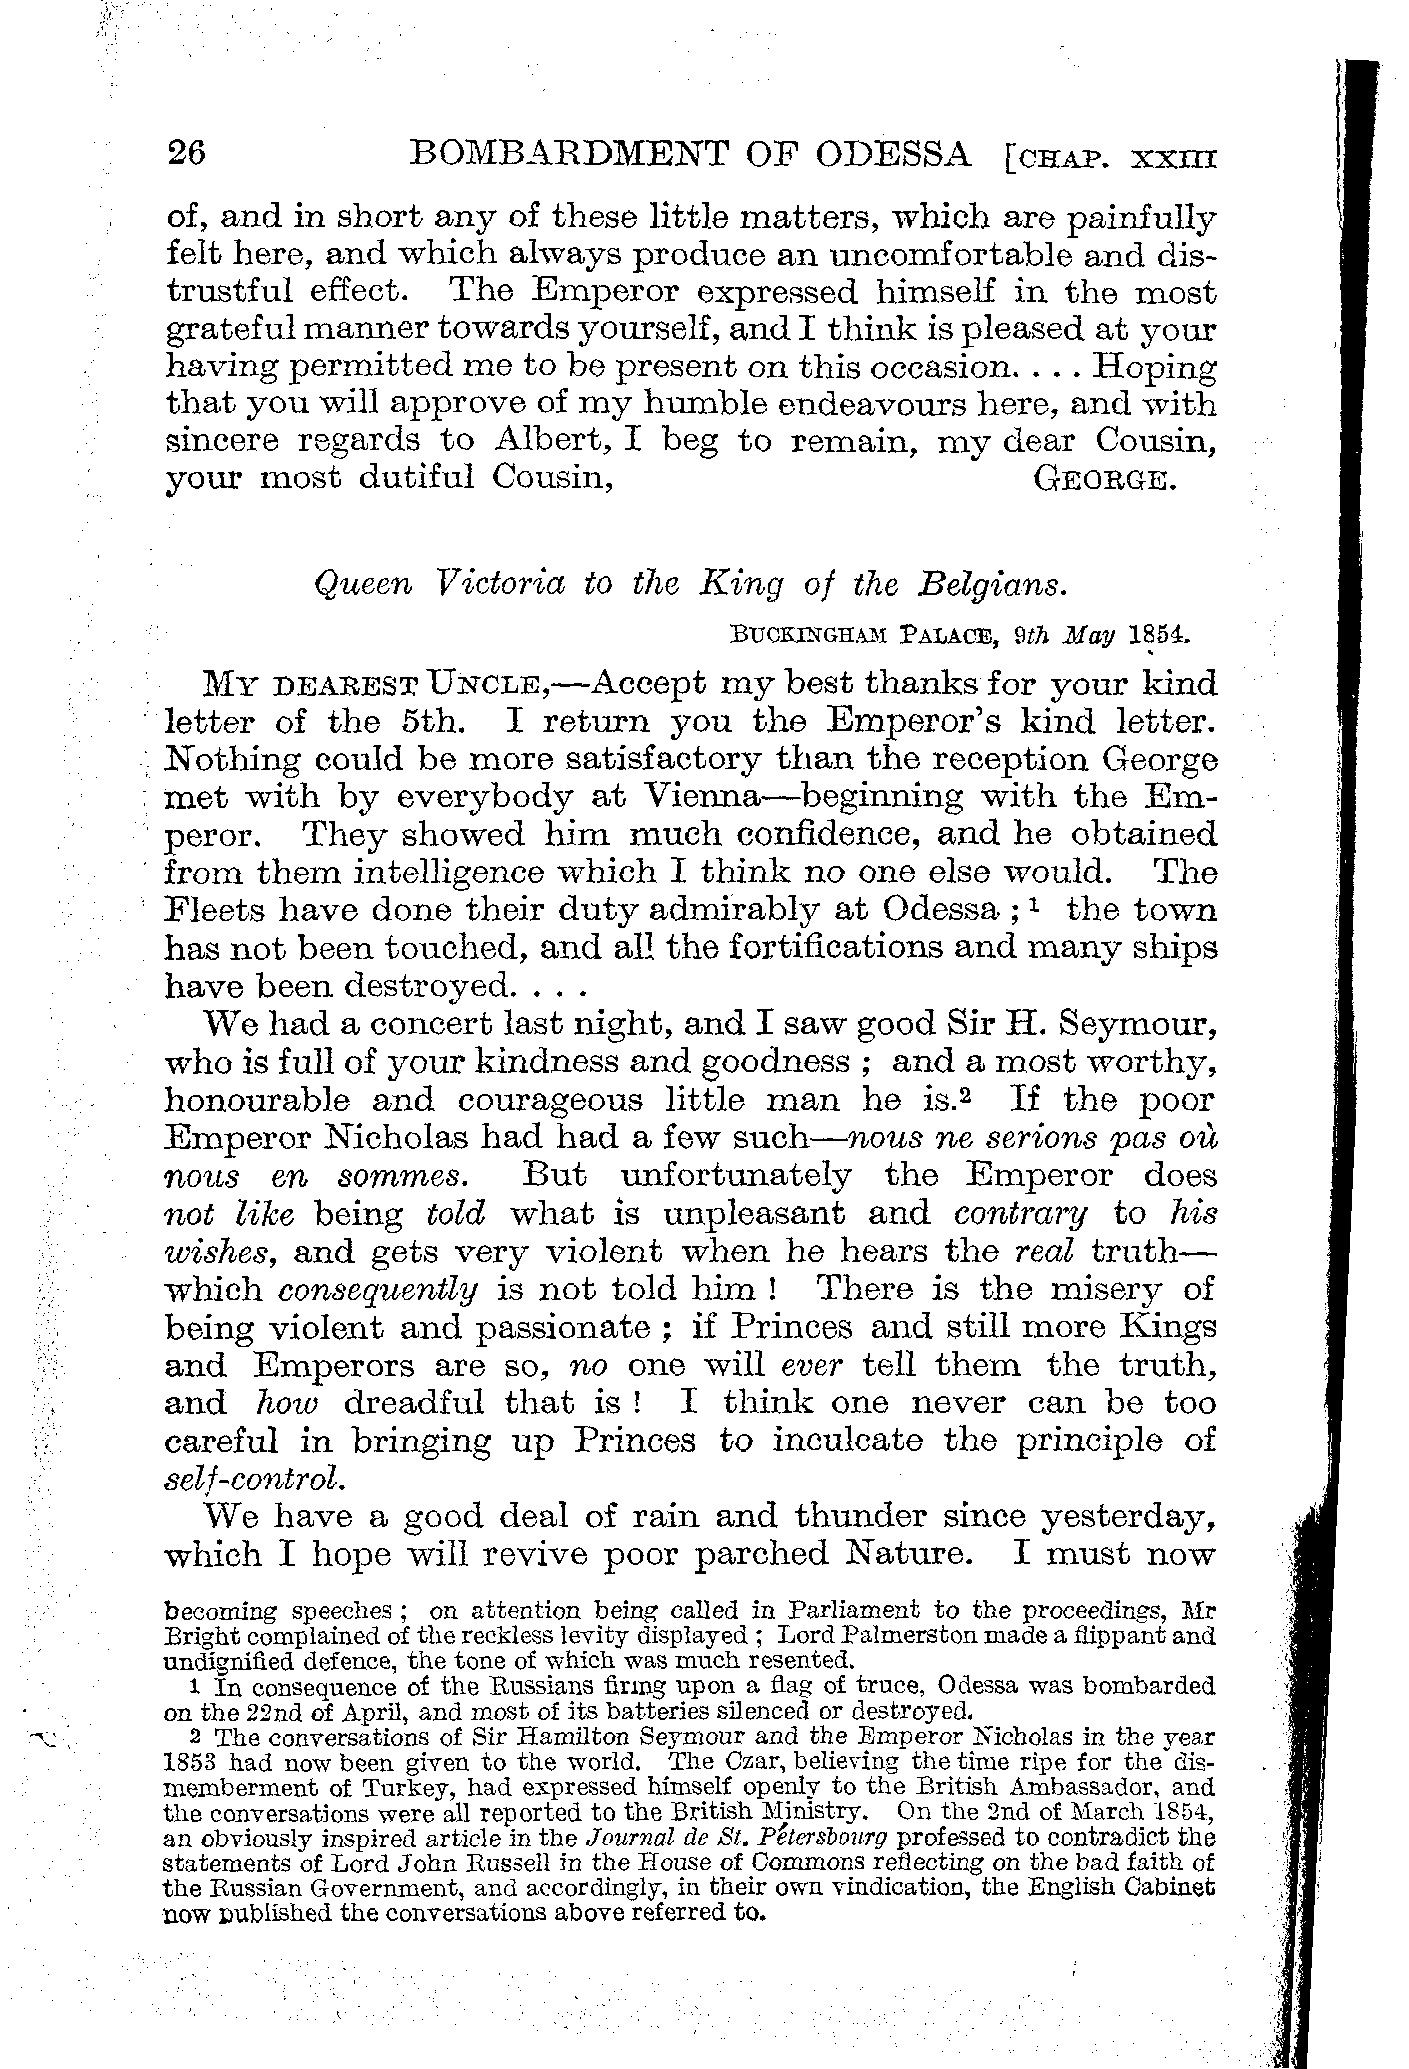 26 BOMBARDMENT OF ODESSA [CHAP. XXIII
of, and in short any of these little matters, which are painfully
felt here, and which always produce an uncomfortable and dis-
trustful effect. The Emperor expressed himself in the most
grateful manner towards yourself, and I think is pleased at your
having permitted me to be present on this occasion. . . . Hoping
that you will approve of my humble endeavours here, and with
sincere regards to Albert, I beg to remain, my dear Cousin,
your most dutiful Cousin, GEORGE.
Queen Victoria to the King of the Belgians.
BUCKINGHAM PALACE, 9th May 1854.
MY DEAREST UNCLE,—Accept my best thanks for your kind
letter of the 5th. I return you the Emperor's kind letter.
Nothing could be more satisfactory than the reception George
met with by everybody at Vienna—beginning with the Em-
peror. They showed him much confidence, and he obtained
from them intelligence which I think no one else would. The
Fleets have done their duty admirably at Odessa ;¹ the town
has not been touched, and all the fortifications and many ships
have been destroyed. . . .
We had a concert last night, and I saw good Sir H. Seymour,
who is full of your kindness and goodness ; and a most worthy,
honourable and courageous little man he is.² If the poor
Emperor Nicholas had had a few such—nous ne serions pas où
nous en sommes. But unfortunately the Emperor does
not like being told what is unpleasant and contrary to his
wishes, and gets very violent when he hears the real truth—
which consequently is not told him ! There is the misery of
being violent and passionate ; if Princes and still more Kings
and Emperors are so, no one will ever tell them the truth,
and how dreadful that is ! I think one never can be too
careful in bringing up Princes to inculcate the principle of
self-control.
We have a good deal of rain and thunder since yesterday,
which I hope will revive poor parched Nature. I must now
becoming speeches ; on attention being called in Parliament to the proceedings, Mr
Bright complained of the reckless levity displayed ; Lord Palmerston made a flippant and
undignified defence, the tone of which was much resented.
1 In consequence of the Russians firing upon a flag of truce, Odessa was bombarded
on the 22nd of April, and most of its batteries silenced or destroyed.
2 The conversations of Sir Hamilton Seymour and the Emperor Nicholas in the year
1853 had now been given to the world. The Czar, believing the time ripe for the dis-
memberment of Turkey, had expressed himself openly to the British Ambassador, and
the conversations were all reported to the British Ministry. On the 2nd of March 1854,
an obviously inspired article in the Journal de St. Pétersbourg professed to contradict the
statements of Lord John Russell in the House of Commons reflecting on the bad faith of
the Russian Government, and accordingly, in their own vindication, the English Cabinet
now published the conversations above referred to.